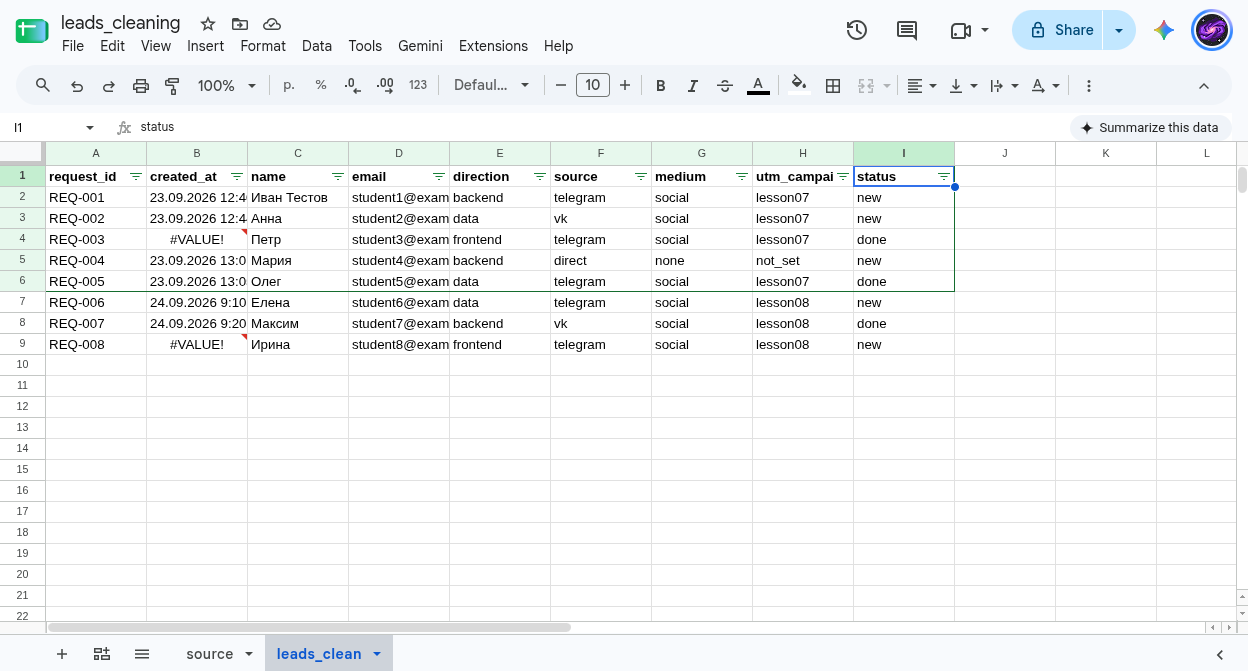 leads_cleaning
File Edit View Insert Format Data Tools Gemini Extensions Help
Share
100% р. % .0 .00 123 Defaul... 10 B I A A
I1 fx status
Summarize this data
A B C D E F G H I J K L
1 request_id created_at name email direction source medium utm_campai status
2 REQ-001 23.09.2026 12:4 Иван Тестов student1@exam backend telegram social lesson07 new
3 REQ-002 23.09.2026 12:4 Анна student2@exam data vk social lesson07 new
4 REQ-003 #VALUE! Петр student3@exam frontend telegram social lesson07 done
5 REQ-004 23.09.2026 13:0 Мария student4@exam backend direct none not_set new
6 REQ-005 23.09.2026 13:0 Олег student5@exam data telegram social lesson07 done
7 REQ-006 24.09.2026 9:10 Елена student6@exam data telegram social lesson08 new
8 REQ-007 24.09.2026 9:20 Максим student7@exam backend vk social lesson08 done
9 REQ-008 #VALUE! Ирина student8@exam frontend telegram social lesson08 new
10
11
12
13
14
15
16
17
18
19
20
21
22
source leads_clean